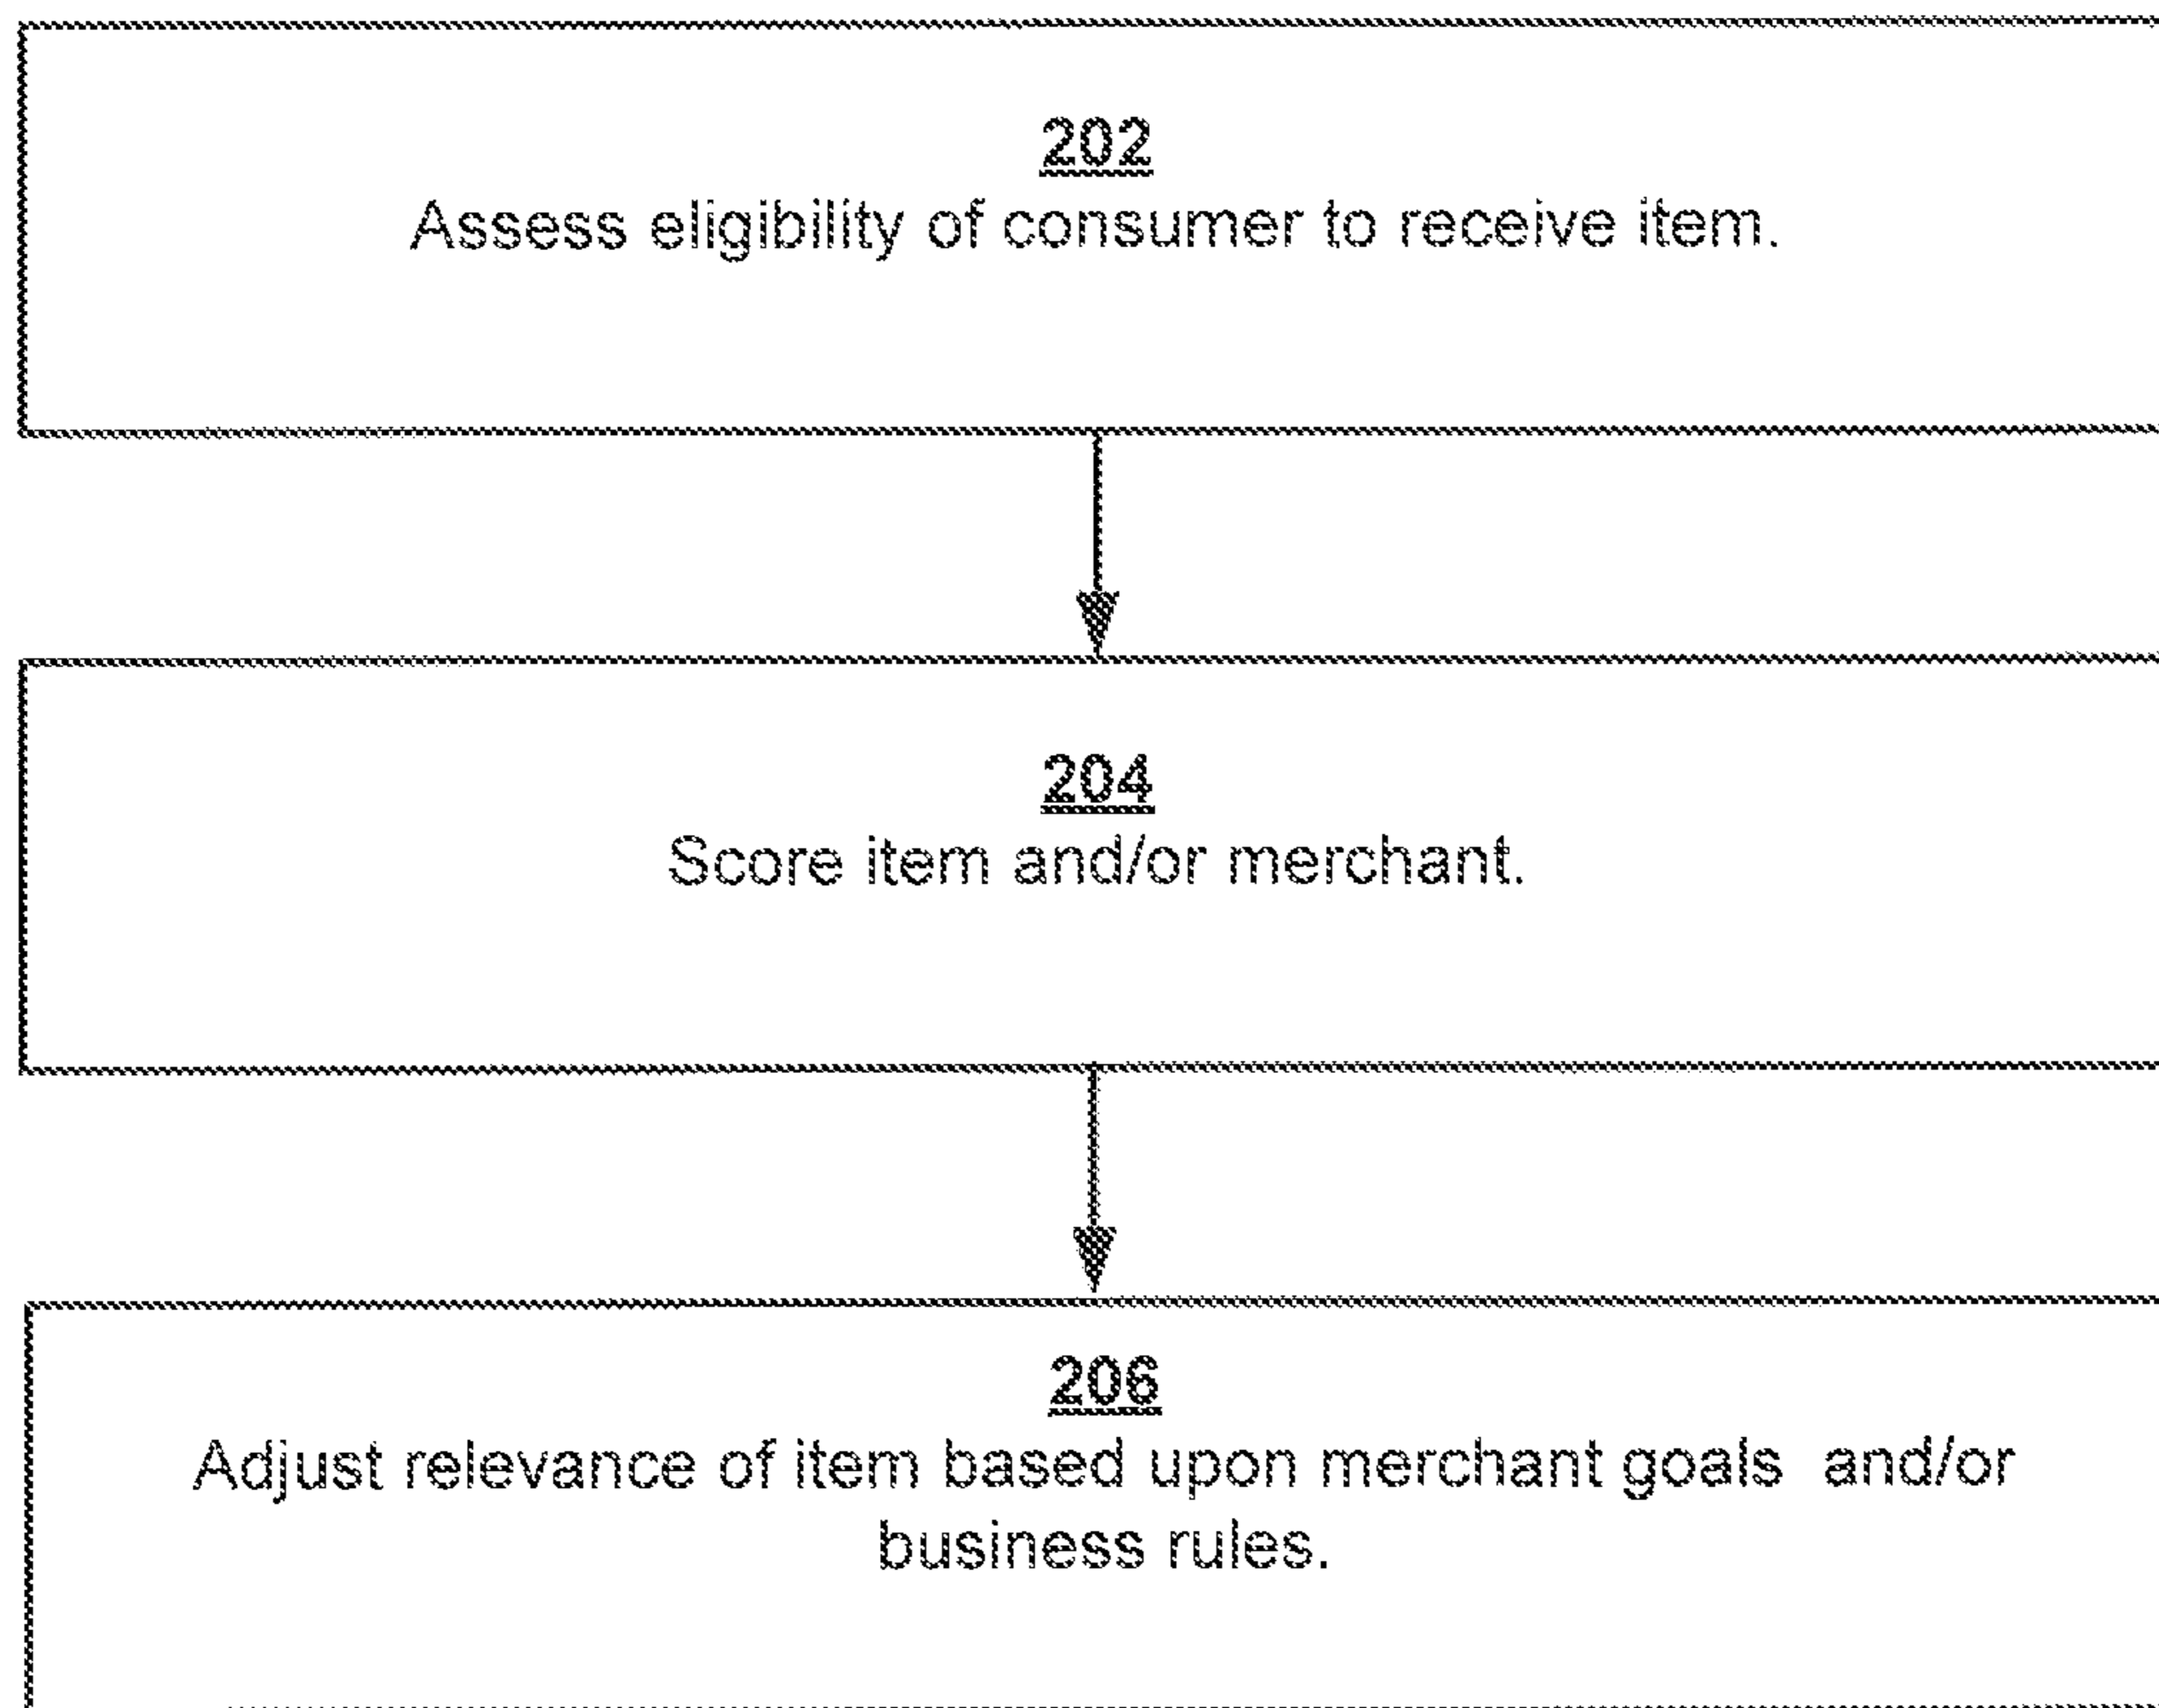 202
Assess eligibility of consumer to receive item.
204
Score item and/or merchant.
206
Adjust relevance of item based upon merchant goals and/or
business rules.